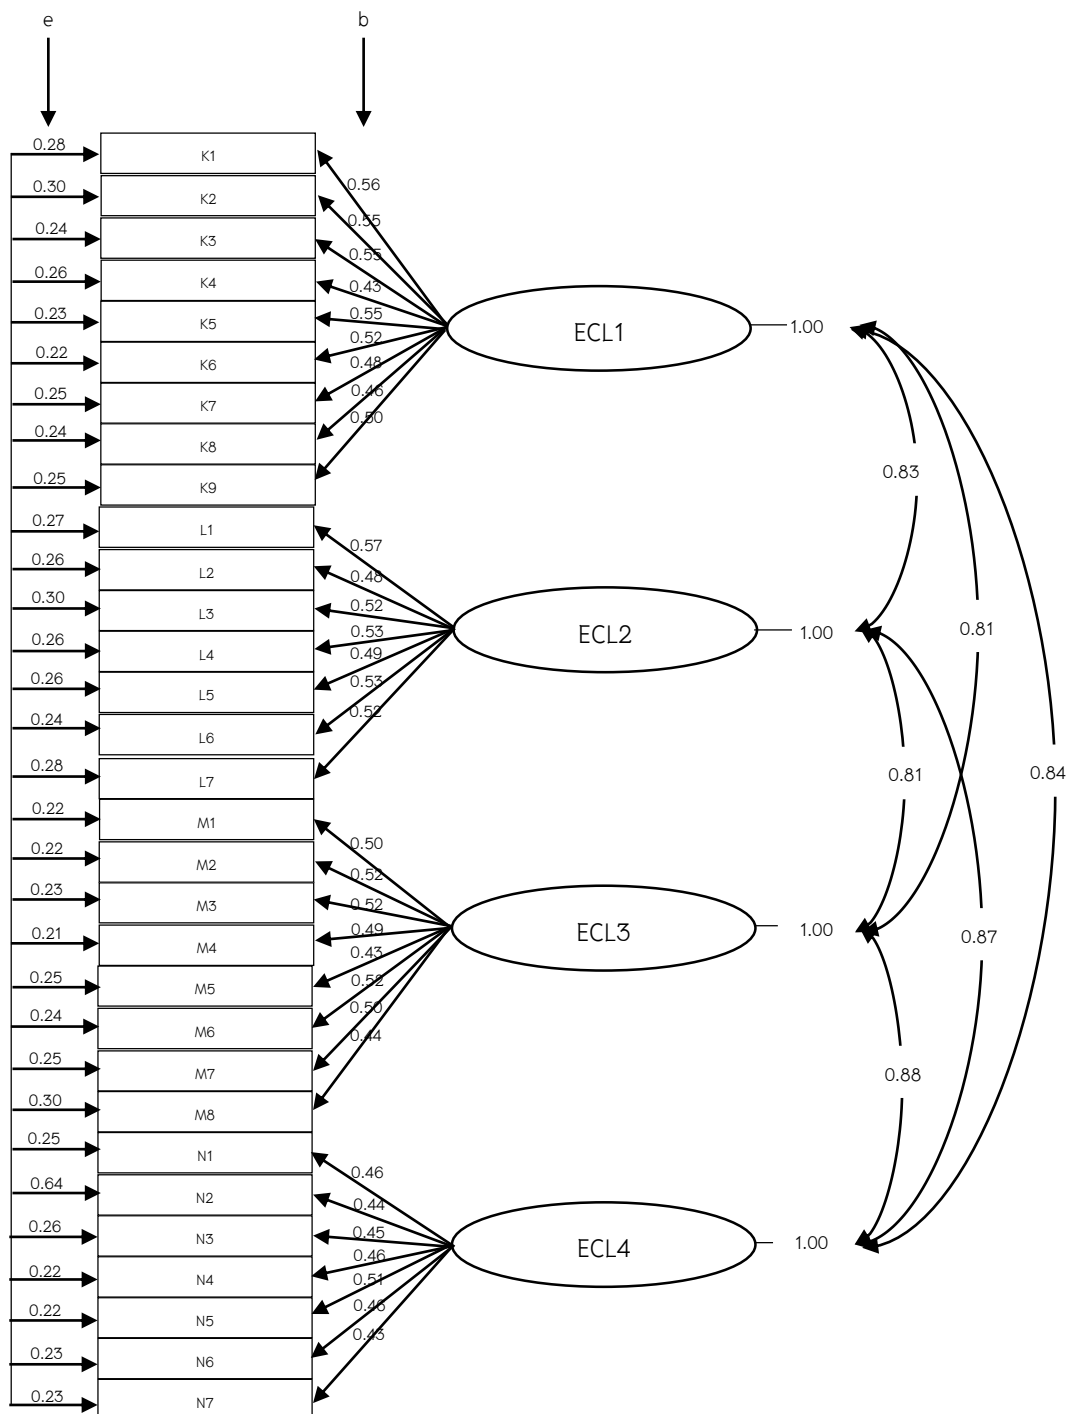 e b
0.28 K1 0.56
0.30 K2 0.55
0.24 K3 0.55
0.26 K4 0.43
0.23 K5 0.55
0.22 K6 0.52
0.25 K7 0.48
0.24 K8 0.46
0.25 K9 0.50
ECL1 1.00
0.83
0.27 L1 0.57
0.26 L2 0.48
0.30 L3 0.52
0.26 L4 0.53
0.26 L5 0.49
0.24 L6 0.53
0.28 L7 0.52
ECL2 1.00
0.81
0.81
0.84
0.22 M1 0.50
0.22 M2 0.52
0.23 M3 0.52
0.21 M4 0.49
0.25 M5 0.43
0.24 M6 0.52
0.25 M7 0.50
0.30 M8 0.44
ECL3 1.00
0.87
0.88
0.25 N1 0.46
0.64 N2 0.44
0.26 N3 0.45
0.22 N4 0.46
0.22 N5 0.51
0.23 N6 0.46
0.23 N7 0.43
ECL4 1.00